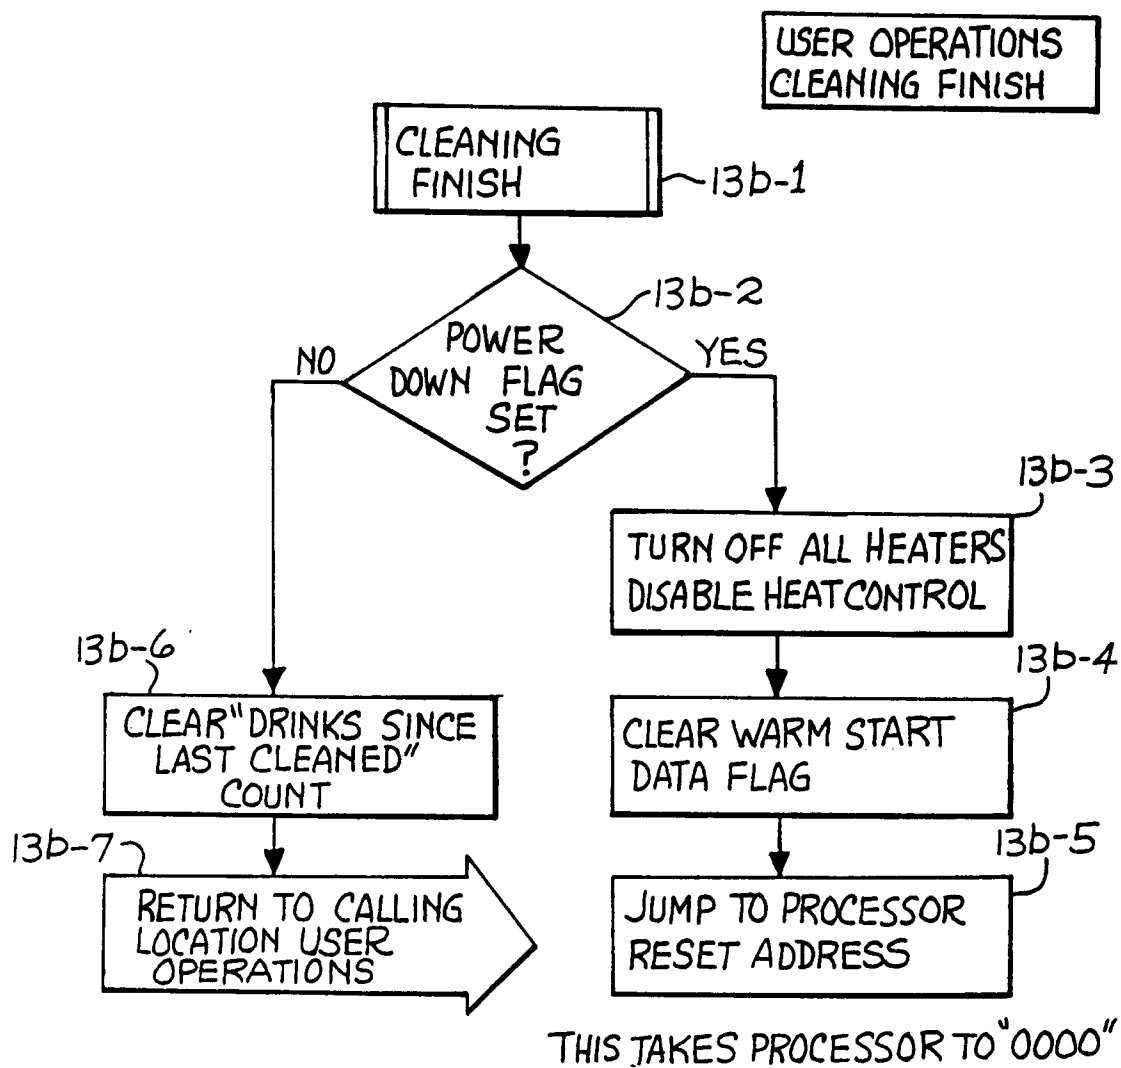 USER OPERATIONS
CLEANING FINISH
CLEANING
FINISH
13b-1
13b-2
POWER
DOWN FLAG
SET
?
NO
YES
13b-3
TURN OFF ALL HEATERS
DISABLE HEAT CONTROL
13b-6
CLEAR "DRINKS SINCE
LAST CLEANED"
COUNT
13b-4
CLEAR WARM START
DATA FLAG
13b-7
RETURN TO CALLING
LOCATION USER
OPERATIONS
13b-5
JUMP TO PROCESSOR
RESET ADDRESS
THIS TAKES PROCESSOR TO "0000"